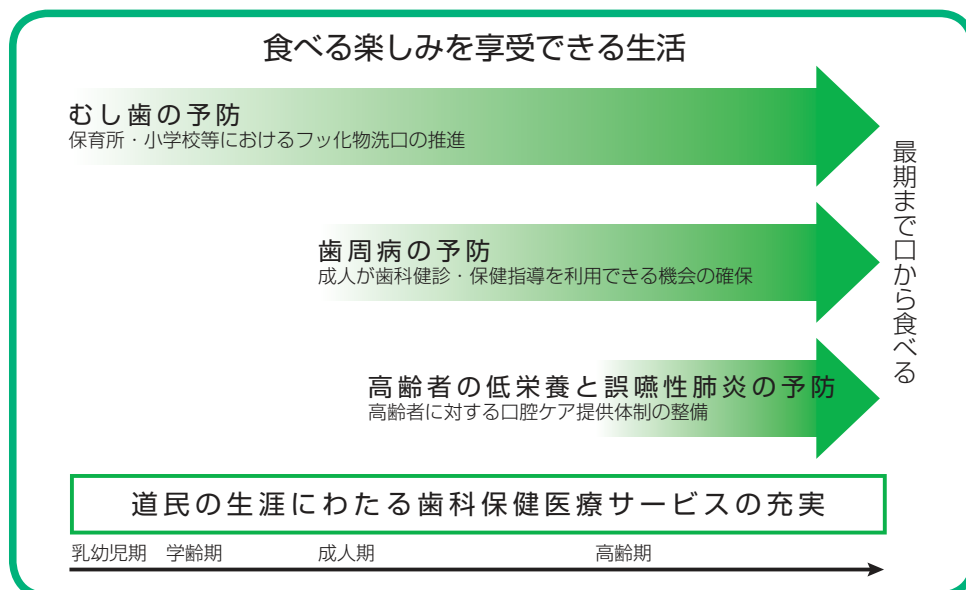 食べる楽しみを享受できる生活
むし歯の予防
保育所・小学校等におけるフッ化物洗口の推進
歯周病の予防
成人が歯科健診・保健指導を利用できる機会の確保
高齢者の低栄養と誤嚥性肺炎の予防
高齢者に対する口腔ケア提供体制の整備
最期まで口から食べる
道民の生涯にわたる歯科保健医療サービスの充実
乳幼児期 学齢期 成人期 高齢期